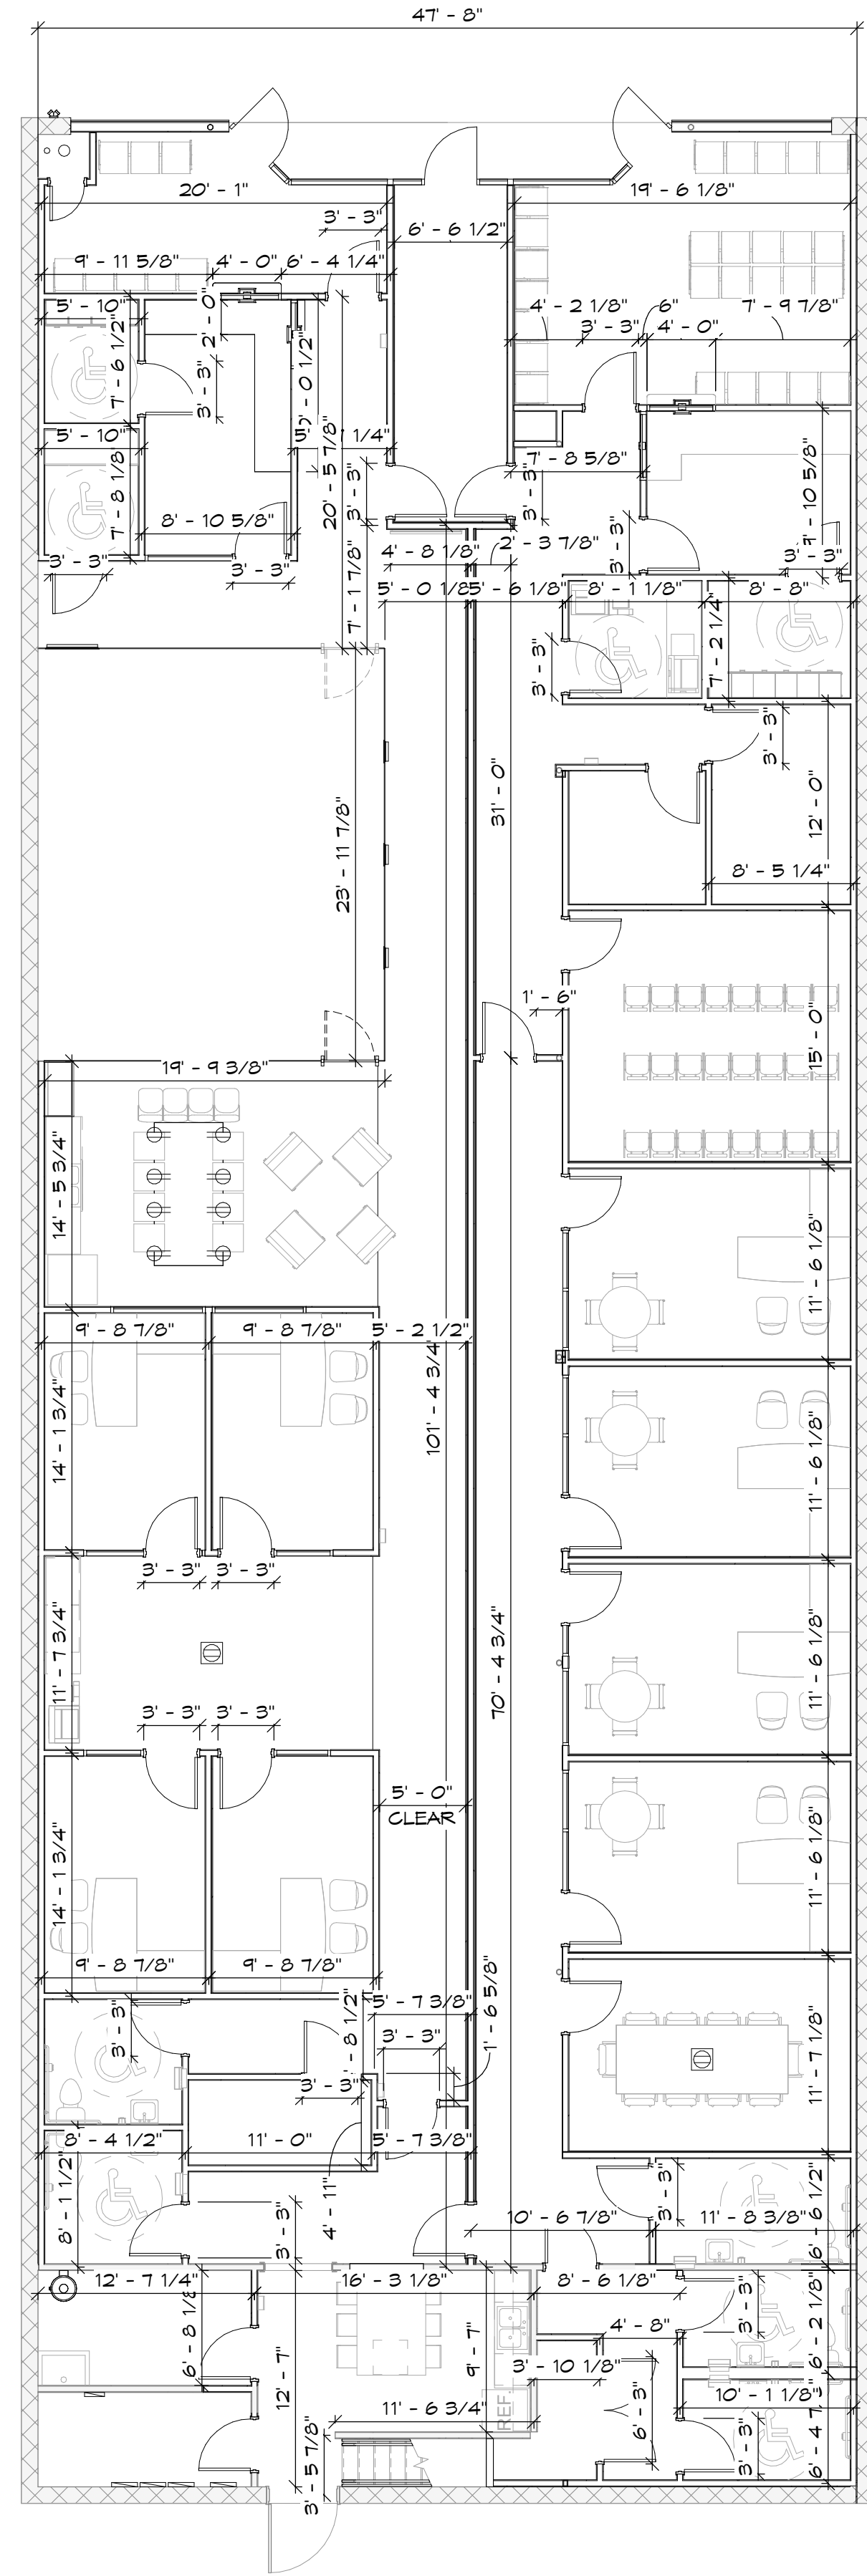 47' - 8"
20' - 1"
19' - 6 1/8"
3' - 3"
6' - 6 1/2"
9' - 11 5/8"
4' - 0"
6' - 4 1/4"
5' - 10"
2' - 0"
7' - 6 1/2"
3' - 3"
4' - 2 1/8"
3' - 3"
6"
4' - 0"
7' - 9 7/8"
5' - 10"
7' - 8 1/8"
20' - 5 7/8"
3' - 3"
3' - 3"
7' - 8 5/8"
8' - 10 5/8"
3' - 3"
3' - 3"
3' - 3"
3' - 3"
4' - 8 1/8"
2' - 3 7/8"
7' - 1 7/8"
5' - 0 1/8"
5' - 6 1/8"
8' - 1 1/8"
8' - 8"
3' - 3"
7' - 2 1/4"
3' - 3"
31' - 0"
12' - 0"
23' - 11 7/8"
8' - 5 1/4"
1' - 6"
15' - 0"
19' - 9 3/8"
14' - 5 3/4"
11' - 6 1/8"
9' - 8 7/8"
9' - 8 7/8"
5' - 2 1/2"
101' - 4 3/4"
14' - 1 3/4"
11' - 6 1/8"
3' - 3"
3' - 3"
11' - 7 3/4"
70' - 4 3/4"
11' - 6 1/8"
3' - 3"
3' - 3"
5' - 0"
CLEAR
14' - 1 3/4"
11' - 6 1/8"
9' - 8 7/8"
9' - 8 7/8"
5' - 7 3/8"
1' - 6 5/8"
3' - 3"
3' - 3"
3' - 3"
11' - 7 1/8"
8' - 4 1/2"
11' - 0"
5' - 7 3/8"
4' - 11"
8' - 1 1/2"
3' - 3"
10' - 6 7/8"
3' - 3"
11' - 8 3/8"
6' - 6 1/2"
12' - 7 1/4"
16' - 3 1/8"
8' - 6 1/8"
6' - 8 1/8"
12' - 7"
9' - 7"
4' - 8"
3' - 3"
6' - 2 1/8"
3' - 10 1/8"
11' - 6 3/4"
REF.
6' - 3"
10' - 1 1/8"
3' - 3"
3' - 5 7/8"